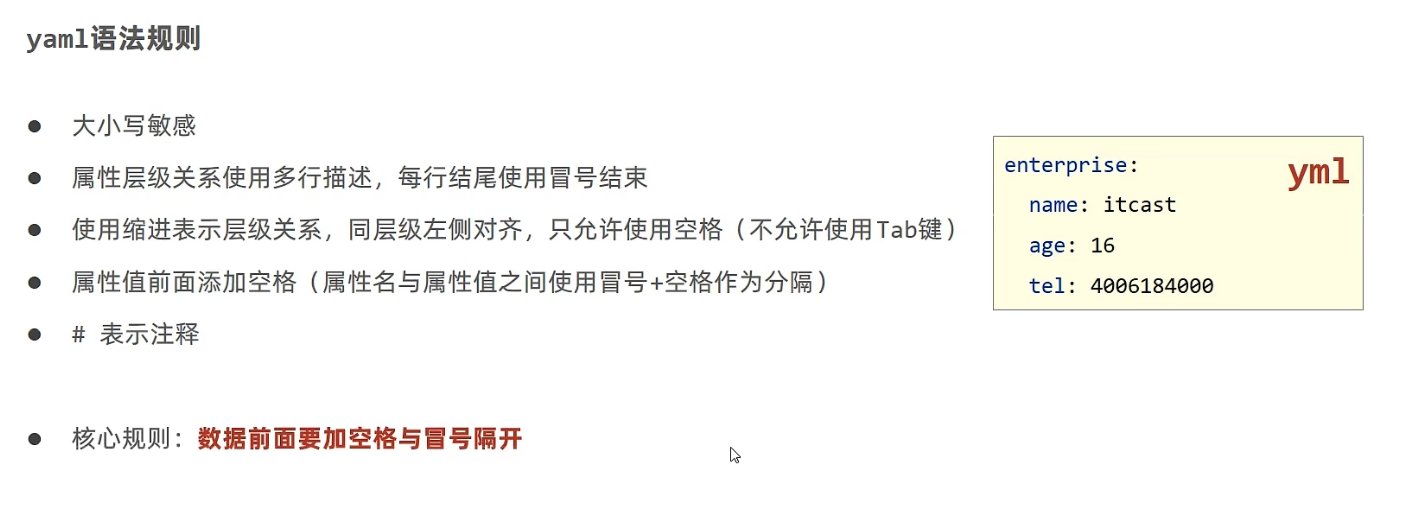 yaml语法规则
● 大小写敏感
● 属性层级关系使用多行描述，每行结尾使用冒号结束
● 使用缩进表示层级关系，同层级左侧对齐，只允许使用空格（不允许使用Tab键）
● 属性值前面添加空格（属性名与属性值之间使用冒号+空格作为分隔）
● # 表示注释
● 核心规则：数据前面要加空格与冒号隔开
yml
enterprise:
  name: itcast
  age: 16
  tel: 4006184000